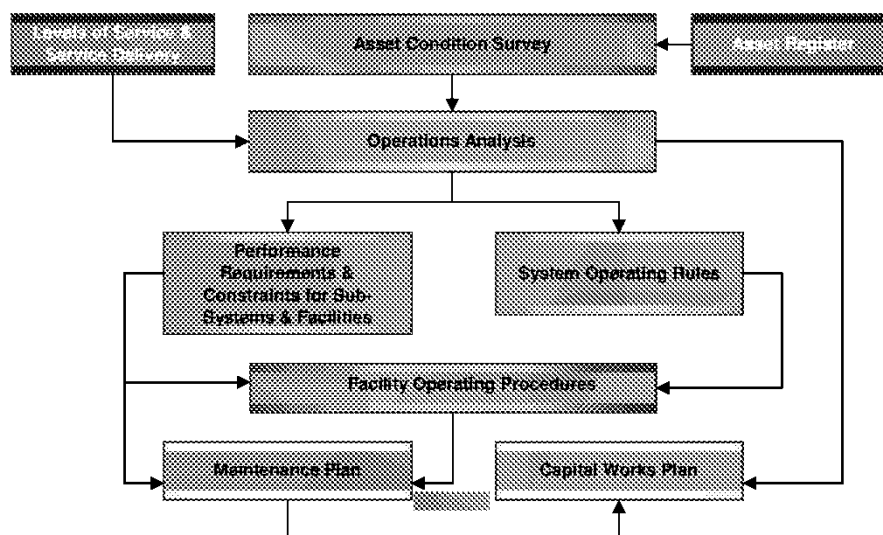 Levels of Service &
Service Delivery
Asset Condition Survey
Asset Register
Operations Analysis
Performance
Requirements &
Constraints for Sub-
Systems & Facilities
System Operating Rules
Facility Operating Procedures
Maintenance Plan
Capital Works Plan